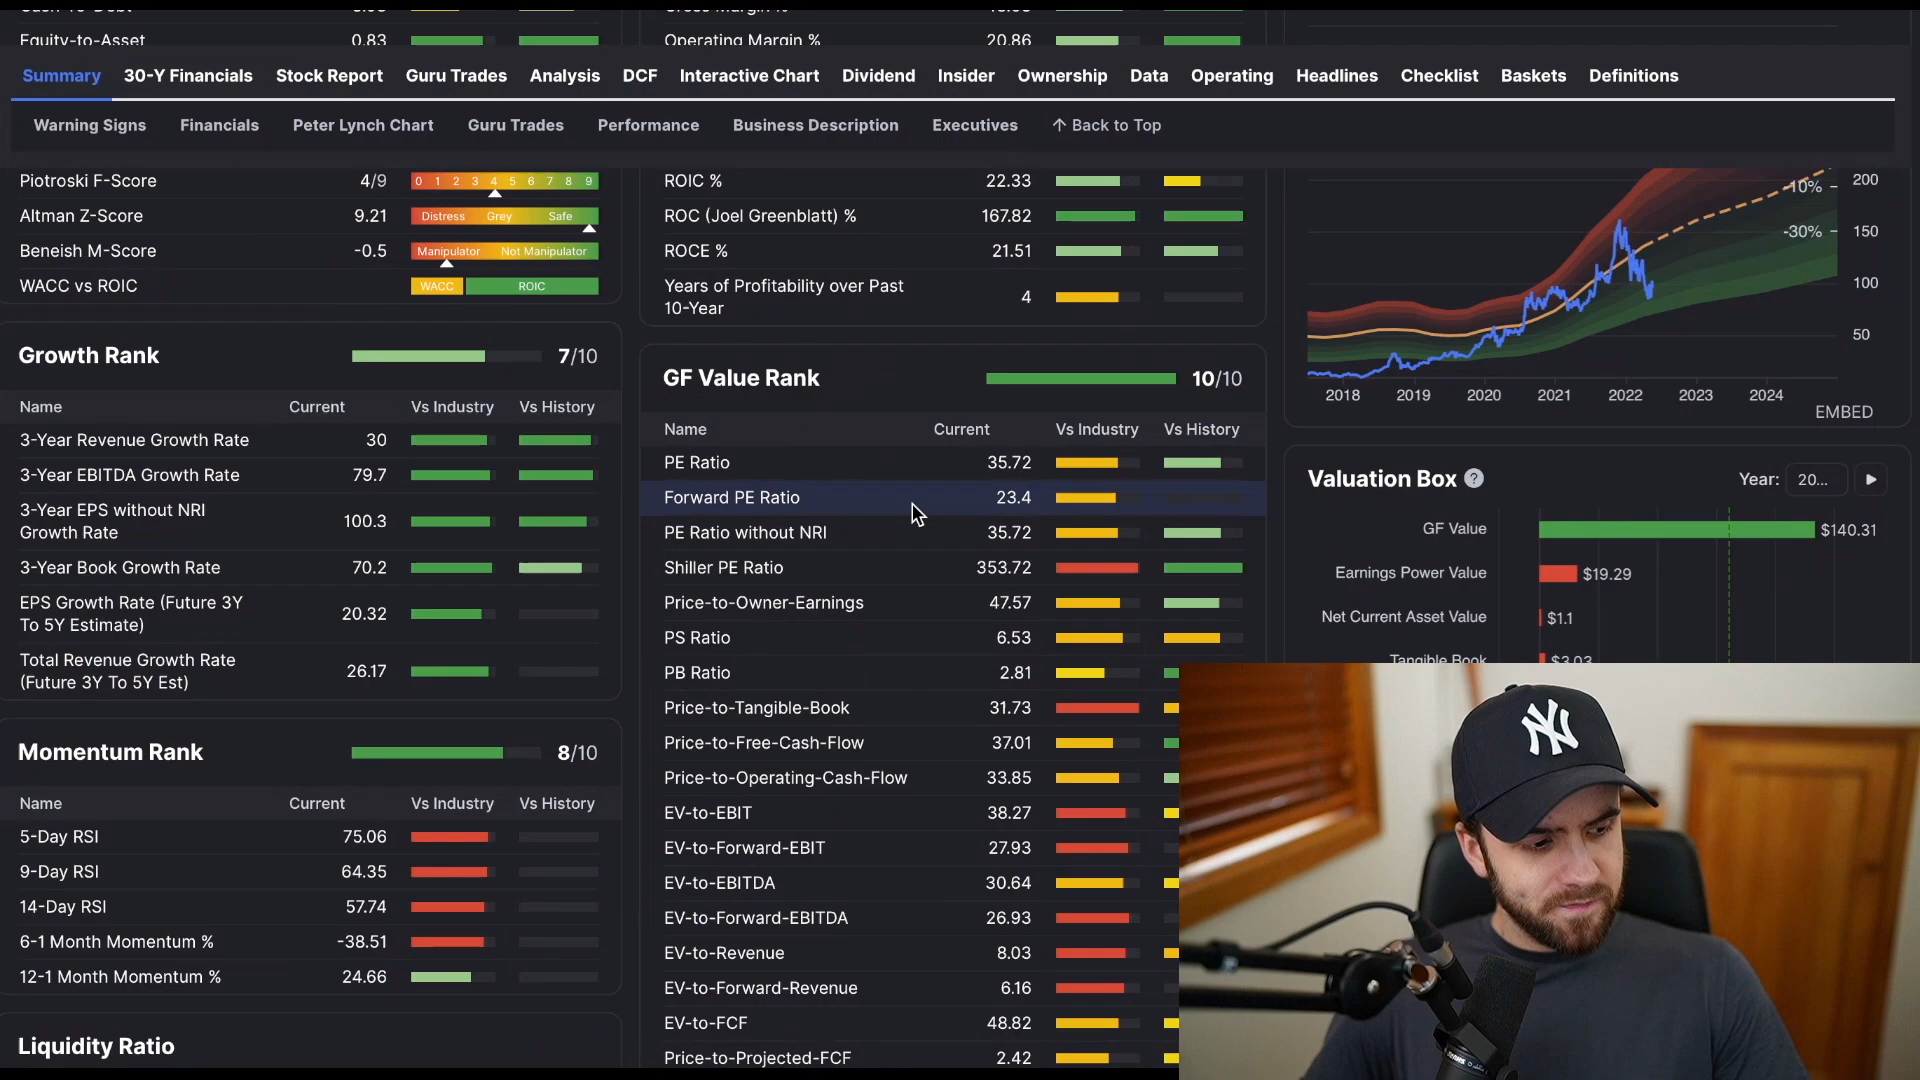 Equity-to-Asset 0.83
Operating Margin % 20.86
Summary 30-Y Financials Stock Report Guru Trades Analysis DCF Interactive Chart Dividend Insider Ownership Data Operating Headlines Checklist Baskets Definitions
Warning Signs Financials Peter Lynch Chart Guru Trades Performance Business Description Executives ↑ Back to Top
Piotroski F-Score 4/9 0 1 2 3 4 5 6 7 8 9
Altman Z-Score 9.21 Distress Grey Safe
Beneish M-Score -0.5 Manipulator Not Manipulator
WACC vs ROIC WACC ROIC
Growth Rank 7/10
Name Current Vs Industry Vs History
3-Year Revenue Growth Rate 30
3-Year EBITDA Growth Rate 79.7
3-Year EPS without NRI
Growth Rate 100.3
3-Year Book Growth Rate 70.2
EPS Growth Rate (Future 3Y
To 5Y Estimate) 20.32
Total Revenue Growth Rate
(Future 3Y To 5Y Est) 26.17
Momentum Rank 8/10
Name Current Vs Industry Vs History
5-Day RSI 75.06
9-Day RSI 64.35
14-Day RSI 57.74
6-1 Month Momentum % -38.51
12-1 Month Momentum % 24.66
Liquidity Ratio
ROIC % 22.33
ROC (Joel Greenblatt) % 167.82
ROCE % 21.51
Years of Profitability over Past
10-Year 4
GF Value Rank 10/10
Name Current Vs Industry Vs History
PE Ratio 35.72
Forward PE Ratio 23.4
PE Ratio without NRI 35.72
Shiller PE Ratio 353.72
Price-to-Owner-Earnings 47.57
PS Ratio 6.53
PB Ratio 2.81
Price-to-Tangible-Book 31.73
Price-to-Free-Cash-Flow 37.01
Price-to-Operating-Cash-Flow 33.85
EV-to-EBIT 38.27
EV-to-Forward-EBIT 27.93
EV-to-EBITDA 30.64
EV-to-Forward-EBITDA 26.93
EV-to-Revenue 8.03
EV-to-Forward-Revenue 6.16
EV-to-FCF 48.82
Price-to-Projected-FCF 2.42
-10% 200
-30% 150
100
50
2018 2019 2020 2021 2022 2023 2024
EMBED
Valuation Box ? Year: 20...
GF Value $140.31
Earnings Power Value $19.29
Net Current Asset Value $1.1
Tangible Book $3.03
NY